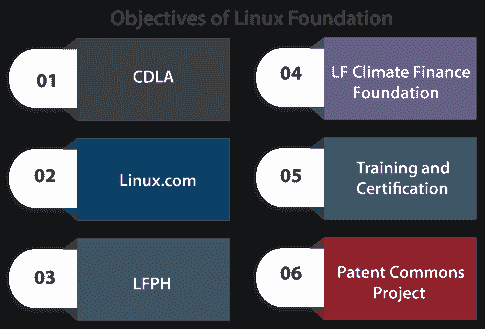 Objectives of Linux Foundation
01
CDLA
02
Linux.com
03
LFPH
04
LF Climate Finance
Foundation
05
Training and
Certification
06
Patent Commons
Project